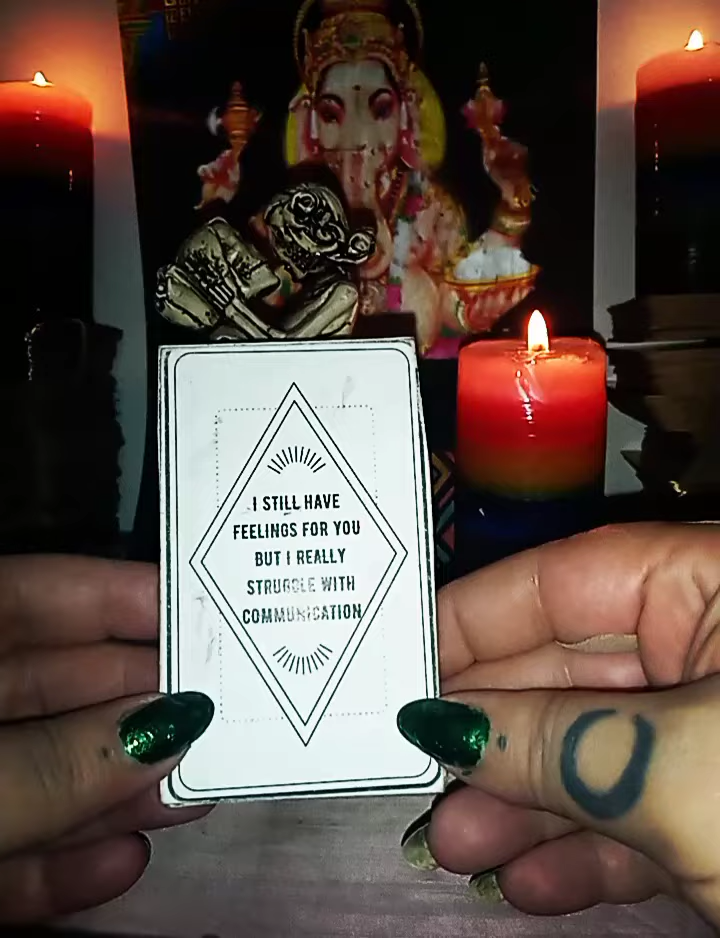 I STILL HAVE
FEELINGS FOR YOU
BUT I REALLY
STRUGGLE WITH
COMMUNICATION